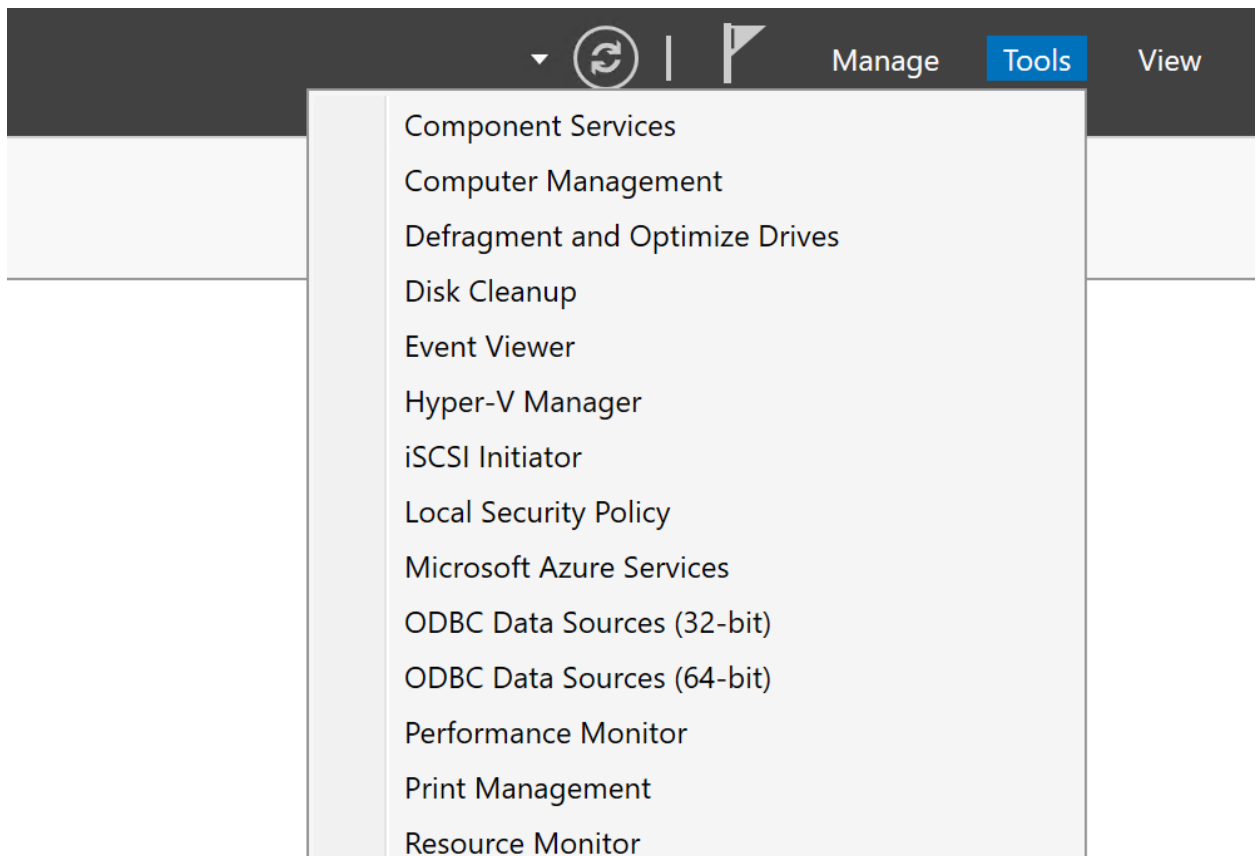 Manage Tools View
Component Services
Computer Management
Defragment and Optimize Drives
Disk Cleanup
Event Viewer
Hyper-V Manager
iSCSI Initiator
Local Security Policy
Microsoft Azure Services
ODBC Data Sources (32-bit)
ODBC Data Sources (64-bit)
Performance Monitor
Print Management
Resource Monitor